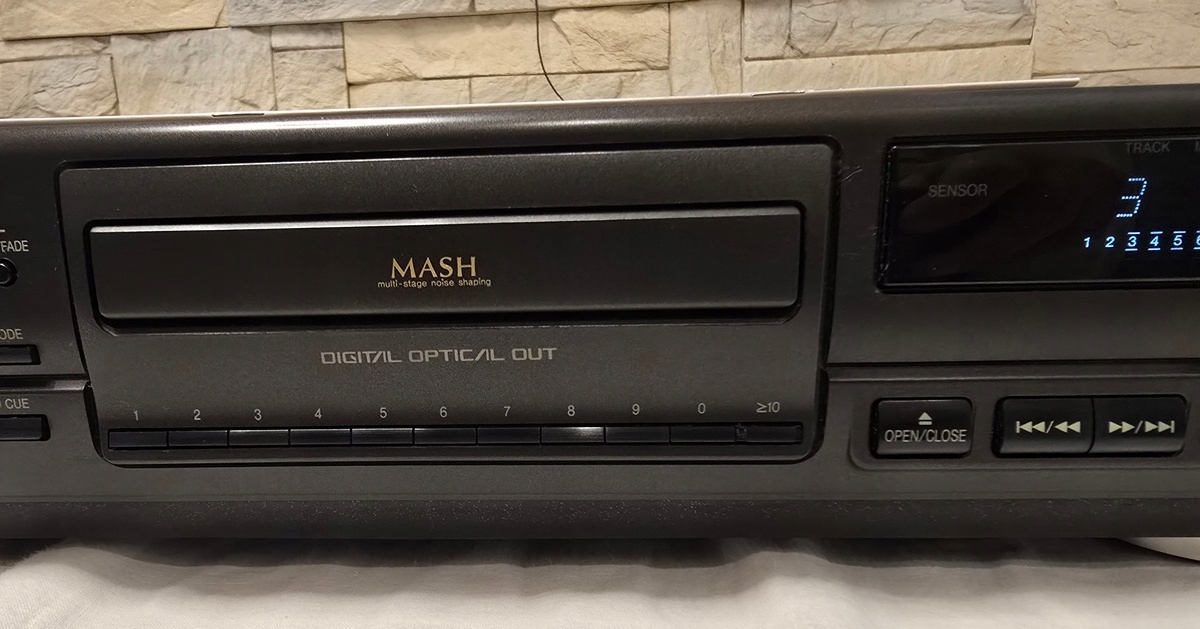 FADE
ODE
CUE
MASH
multi-stage noise shaping
DIGITAL OPTICAL OUT
1 2 3 4 5 6 7 8 9 0 ≥10
SENSOR
TRACK
3
1 2 3 4 5 6
OPEN/CLOSE